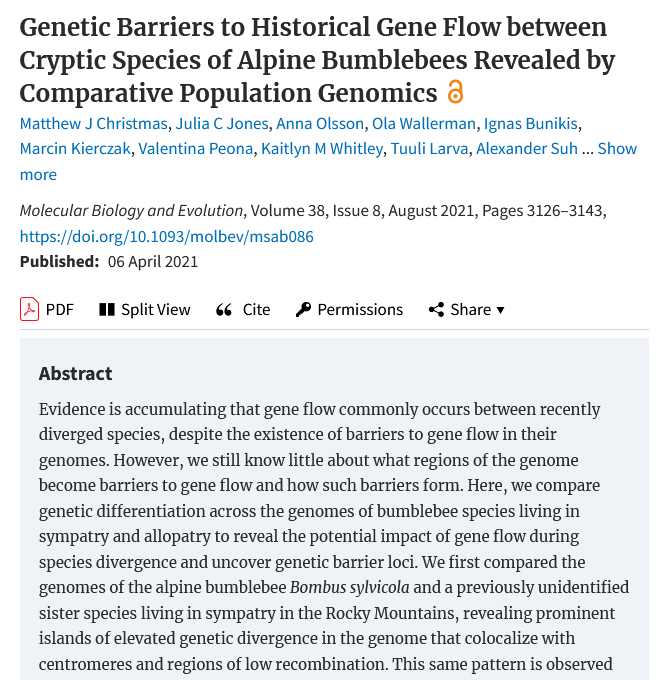 Genetic Barriers to Historical Gene Flow between
Cryptic Species of Alpine Bumblebees Revealed by
Comparative Population Genomics
Matthew J Christmas, Julia C Jones, Anna Olsson, Ola Wallerman, Ignas Bunikis,
Marcin Kierczak, Valentina Peona, Kaitlyn M Whitley, Tuuli Larva, Alexander Suh ... Show
more
Molecular Biology and Evolution, Volume 38, Issue 8, August 2021, Pages 3126–3143,
https://doi.org/10.1093/molbev/msab086
Published: 06 April 2021
PDF Split View Cite Permissions Share
Abstract
Evidence is accumulating that gene flow commonly occurs between recently
diverged species, despite the existence of barriers to gene flow in their
genomes. However, we still know little about what regions of the genome
become barriers to gene flow and how such barriers form. Here, we compare
genetic differentiation across the genomes of bumblebee species living in
sympatry and allopatry to reveal the potential impact of gene flow during
species divergence and uncover genetic barrier loci. We first compared the
genomes of the alpine bumblebee Bombus sylvicola and a previously unidentified
sister species living in sympatry in the Rocky Mountains, revealing prominent
islands of elevated genetic divergence in the genome that colocalize with
centromeres and regions of low recombination. This same pattern is observed